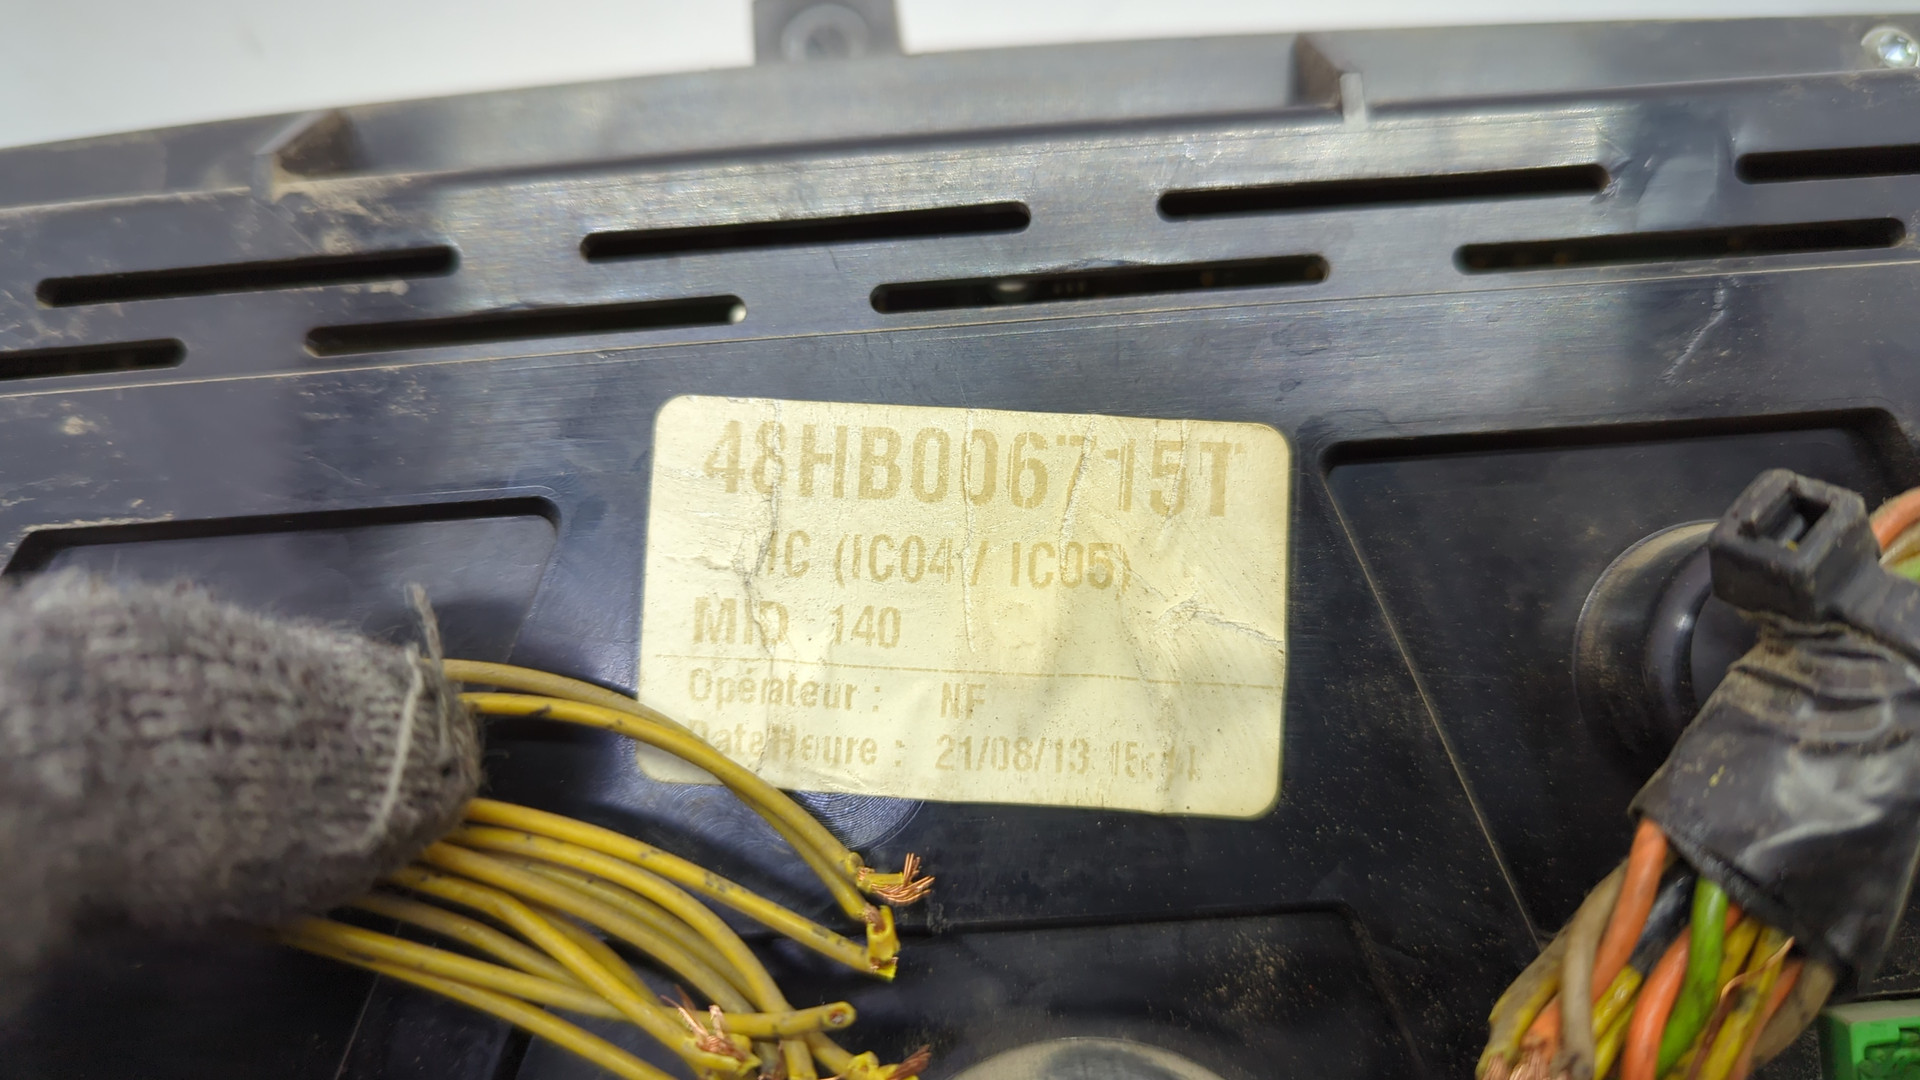 48HB006715T
IC (IC04 / IC05)
MID 140
Opérateur : NF
Date/Heure : 21/08/13